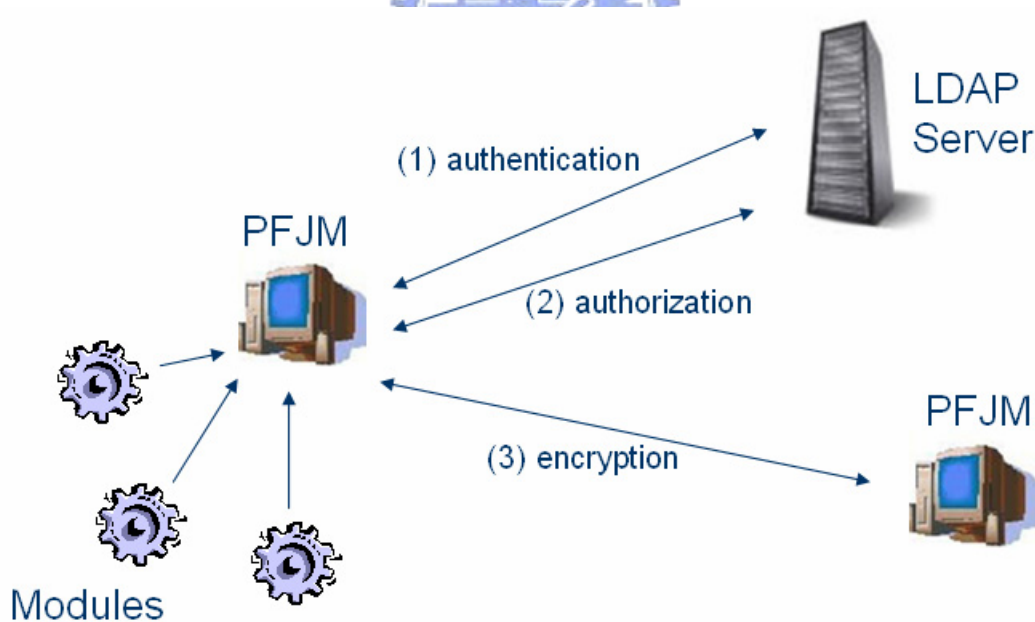 LDAP
Server
(1) authentication
PFJM
(2) authorization
PFJM
(3) encryption
Modules